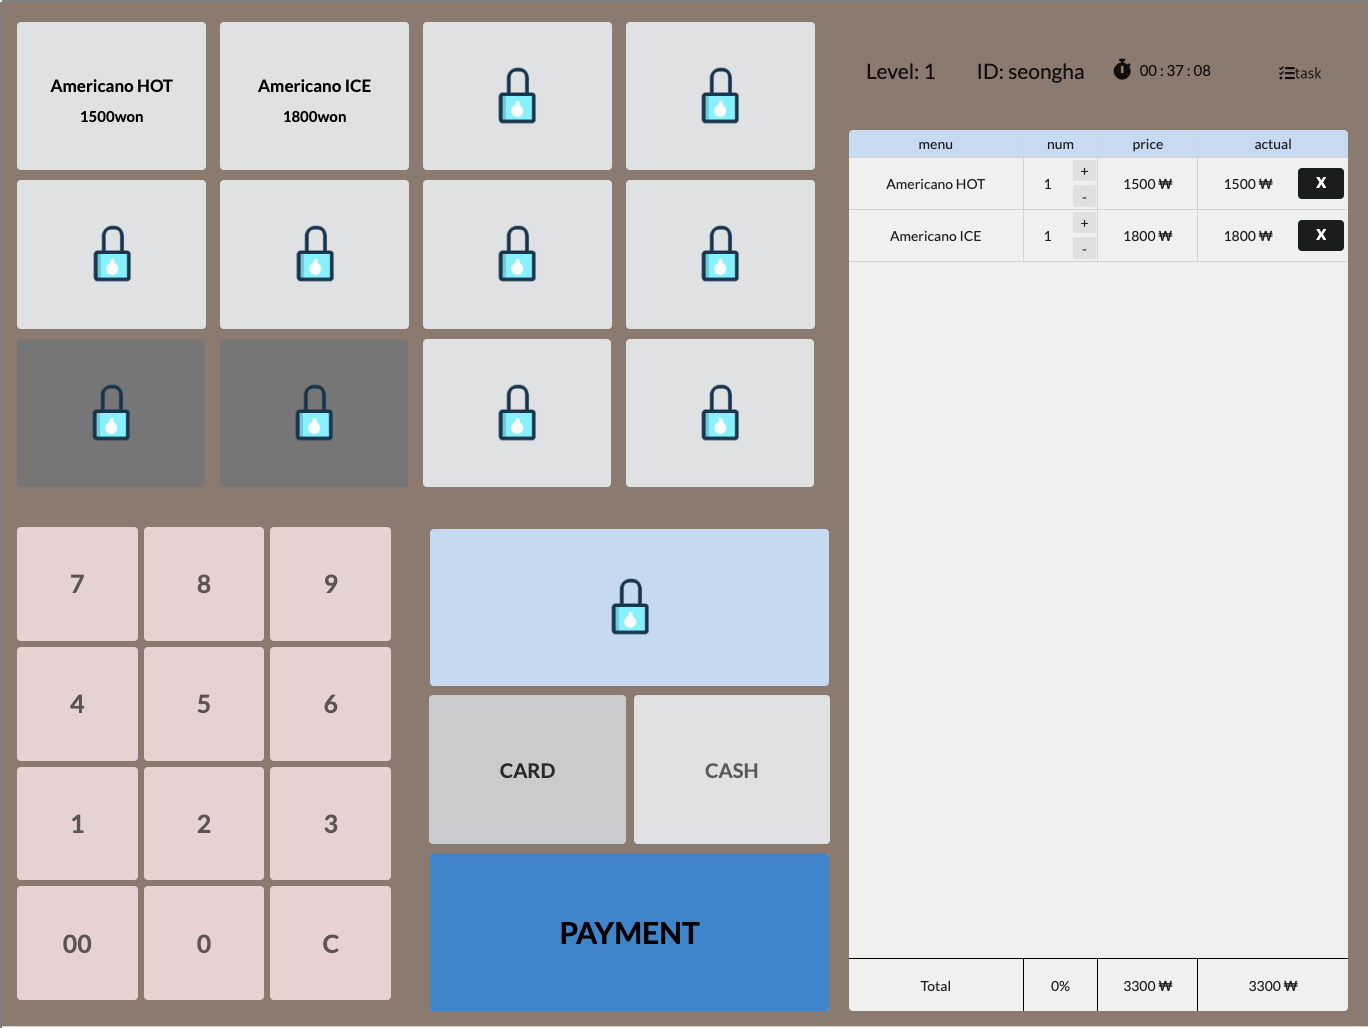 Americano HOT
1500won
Americano ICE
1800won
Level: 1
ID: seongha
00 : 37 : 08
task
menu num price actual
Americano HOT 1 + - 1500 ₩ 1500 ₩ X
Americano ICE 1 + - 1800 ₩ 1800 ₩ X
7 8 9
4 5 6
1 2 3
00 0 C
CARD CASH
PAYMENT
Total 0% 3300 ₩ 3300 ₩